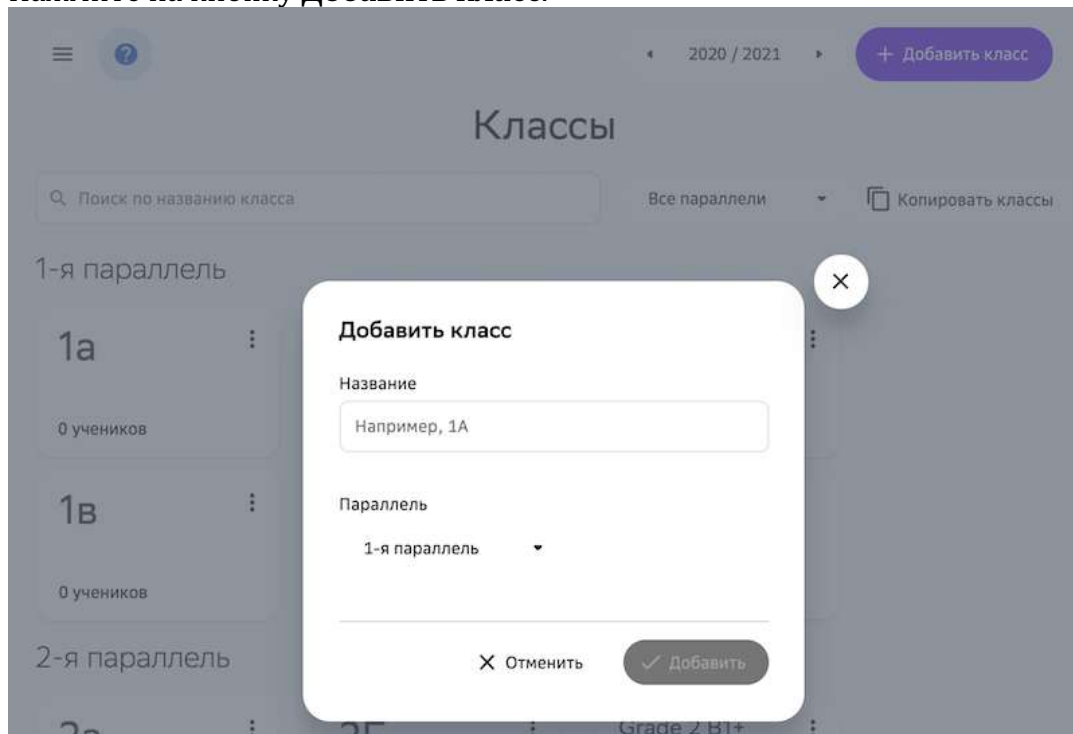 2020 / 2021
+ Добавить класс
Классы
Поиск по названию класса
Все параллели
Копировать классы
1-я параллель
1а
0 учеников
1в
0 учеников
2-я параллель
Grade 2 B1+
Добавить класс
Название
Например, 1А
Параллель
1-я параллель
Отменить
Добавить